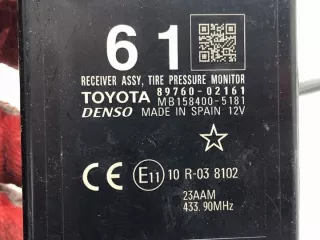 61
RECEIVER ASSY, TIRE PRESSURE MONITOR
TOYOTA 89760-02161
MB158400-5181
DENSO MADE IN SPAIN 12V
CE E11 10 R-03 8102
23AAM
433.90MHz